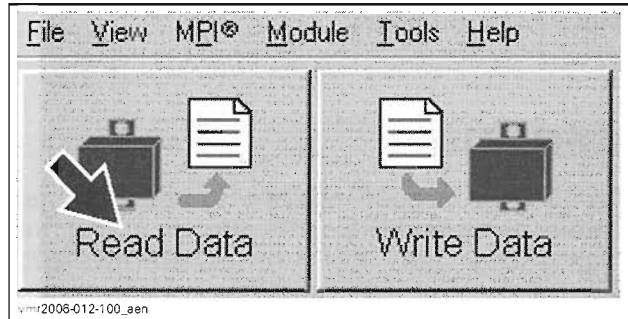 File View MPI® Module Tools Help
Read Data Write Data
vmr2006-012-100_aen